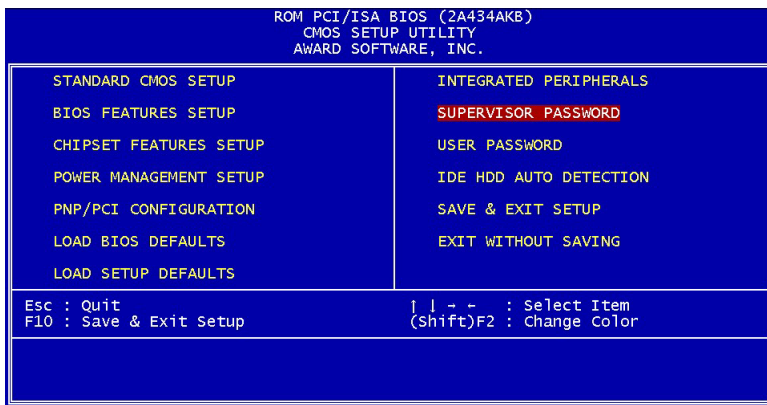 ROM PCI/ISA BIOS (2A434AKB)
CMOS SETUP UTILITY
AWARD SOFTWARE, INC.
STANDARD CMOS SETUP
BIOS FEATURES SETUP
CHIPSET FEATURES SETUP
POWER MANAGEMENT SETUP
PNP/PCI CONFIGURATION
LOAD BIOS DEFAULTS
LOAD SETUP DEFAULTS
INTEGRATED PERIPHERALS
SUPERVISOR PASSWORD
USER PASSWORD
IDE HDD AUTO DETECTION
SAVE & EXIT SETUP
EXIT WITHOUT SAVING
Esc : Quit
F10 : Save & Exit Setup
↑ ↓ → ← : Select Item
(Shift)F2 : Change Color